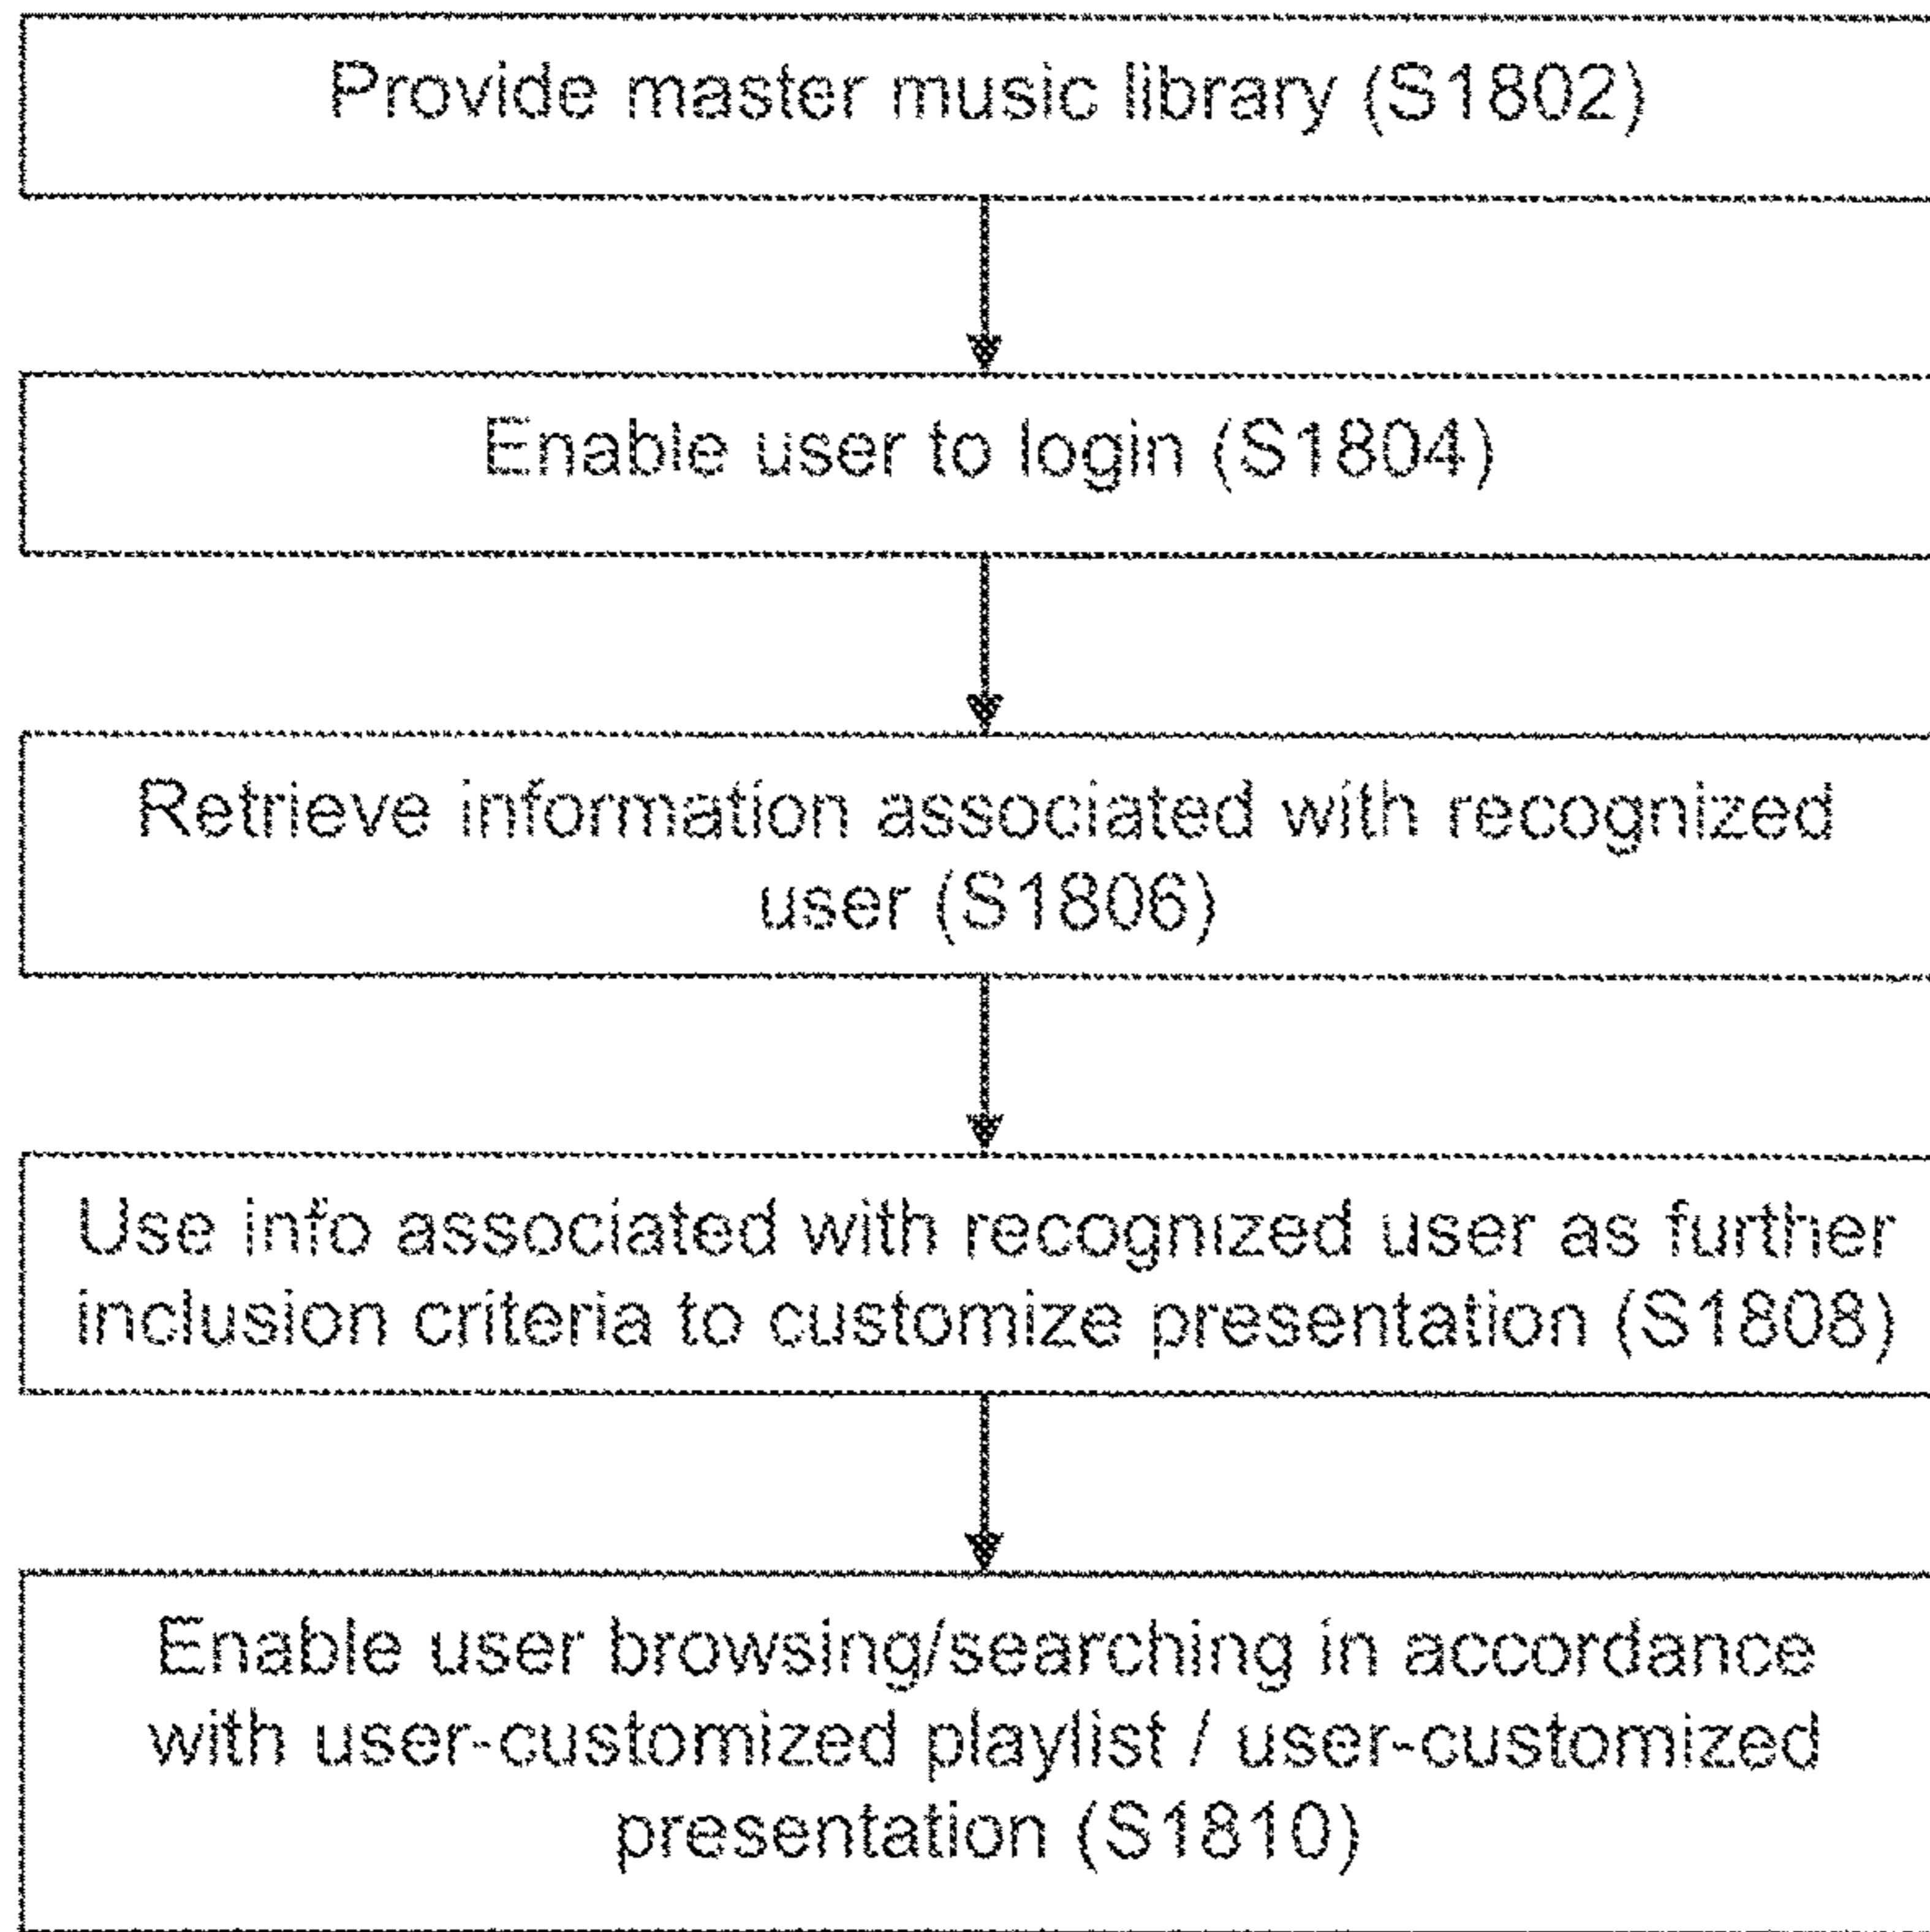 Provide master music library (S1802)
Enable user to login (S1804)
Retrieve information associated with recognized
user (S1806)
Use info associated with recognized user as further
inclusion criteria to customize presentation (S1808)
Enable user browsing/searching in accordance
with user-customized playlist / user-customized
presentation (S1810)